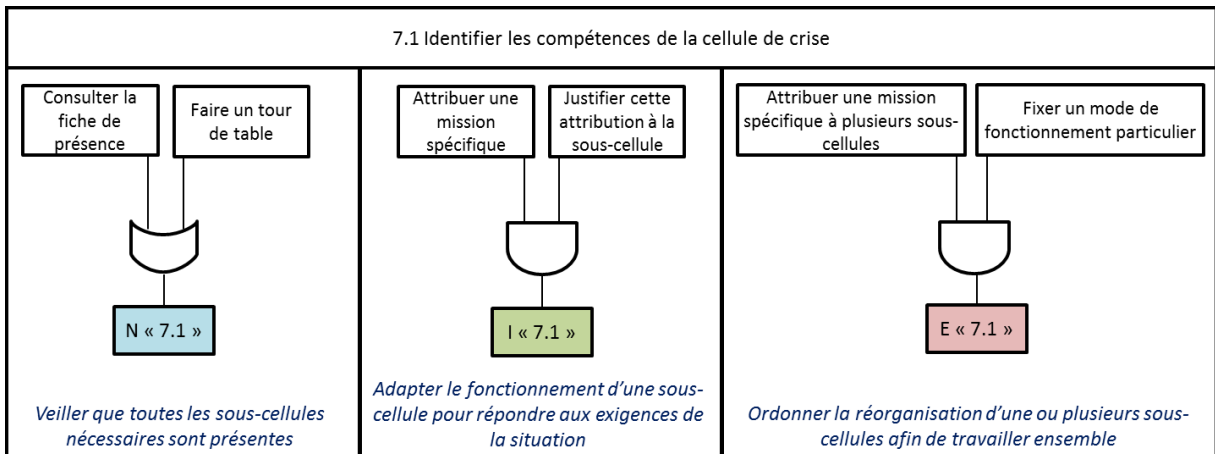 7.1 Identifier les compétences de la cellule de crise
Consulter la
fiche de
présence
Faire un tour
de table
N « 7.1 »
Veiller que toutes les sous-cellules
nécessaires sont présentes
Attribuer une
mission
spécifique
Justifier cette
attribution à la
sous-cellule
I « 7.1 »
Adapter le fonctionnement d’une sous-
cellule pour répondre aux exigences de
la situation
Attribuer une mission
spécifique à plusieurs sous-
cellules
Fixer un mode de
fonctionnement particulier
E « 7.1 »
Ordonner la réorganisation d’une ou plusieurs sous-
cellules afin de travailler ensemble